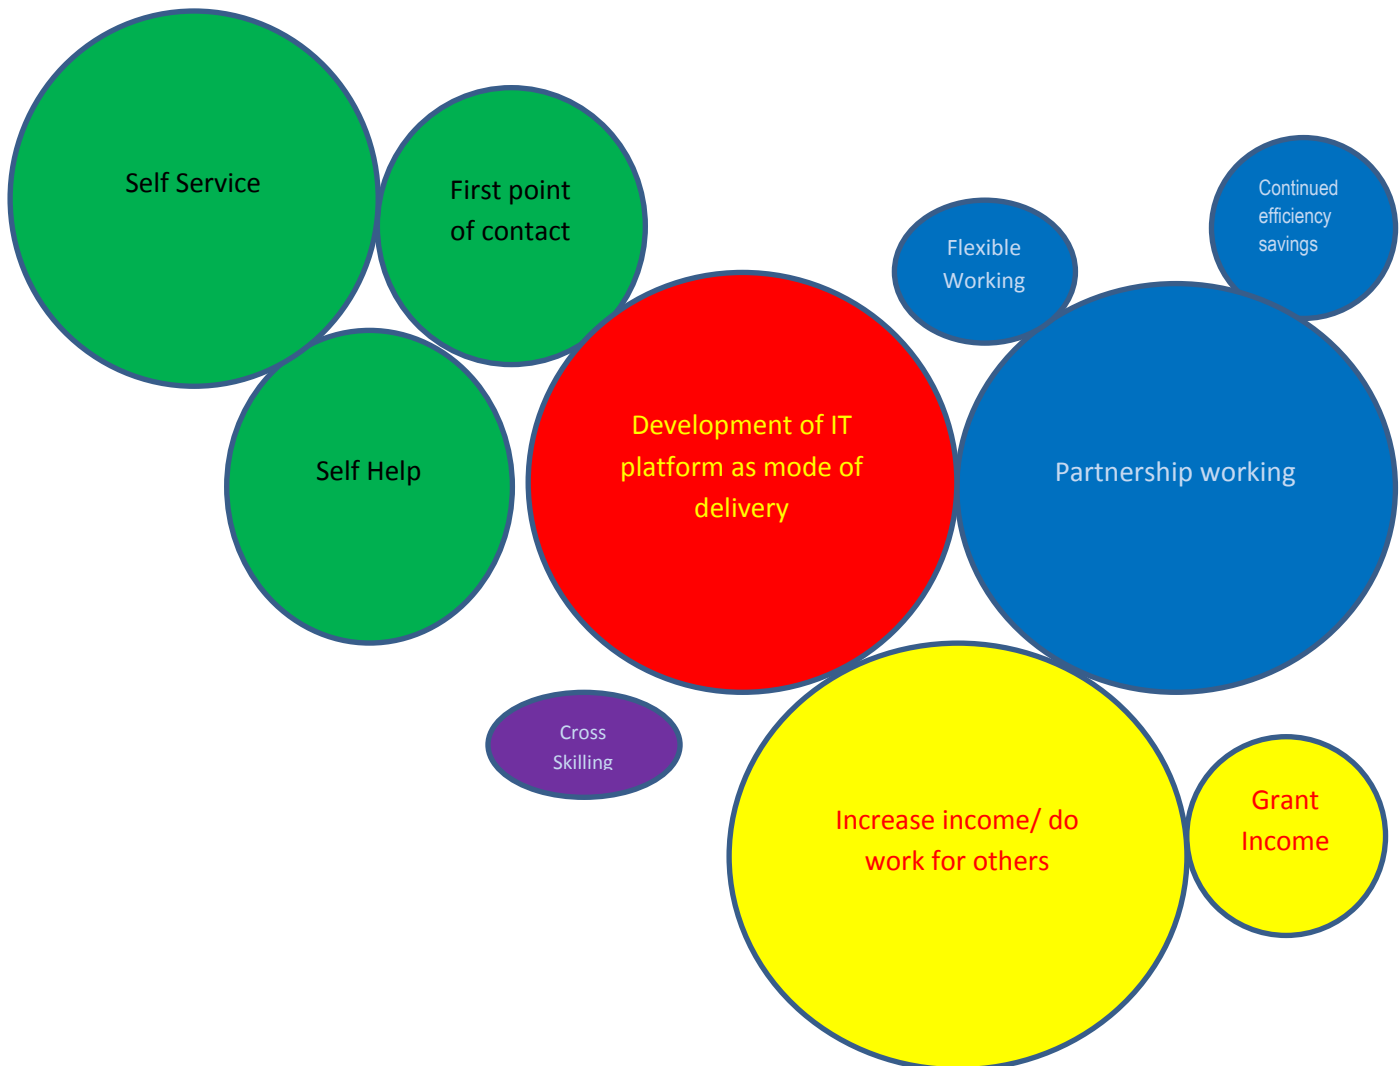 Self Service
First point
of contact
Continued
efficiency
savings
Flexible
Working
Development of IT
platform as mode of
delivery
Self Help
Partnership working
Cross
Skilling
Increase income/ do
work for others
Grant
Income